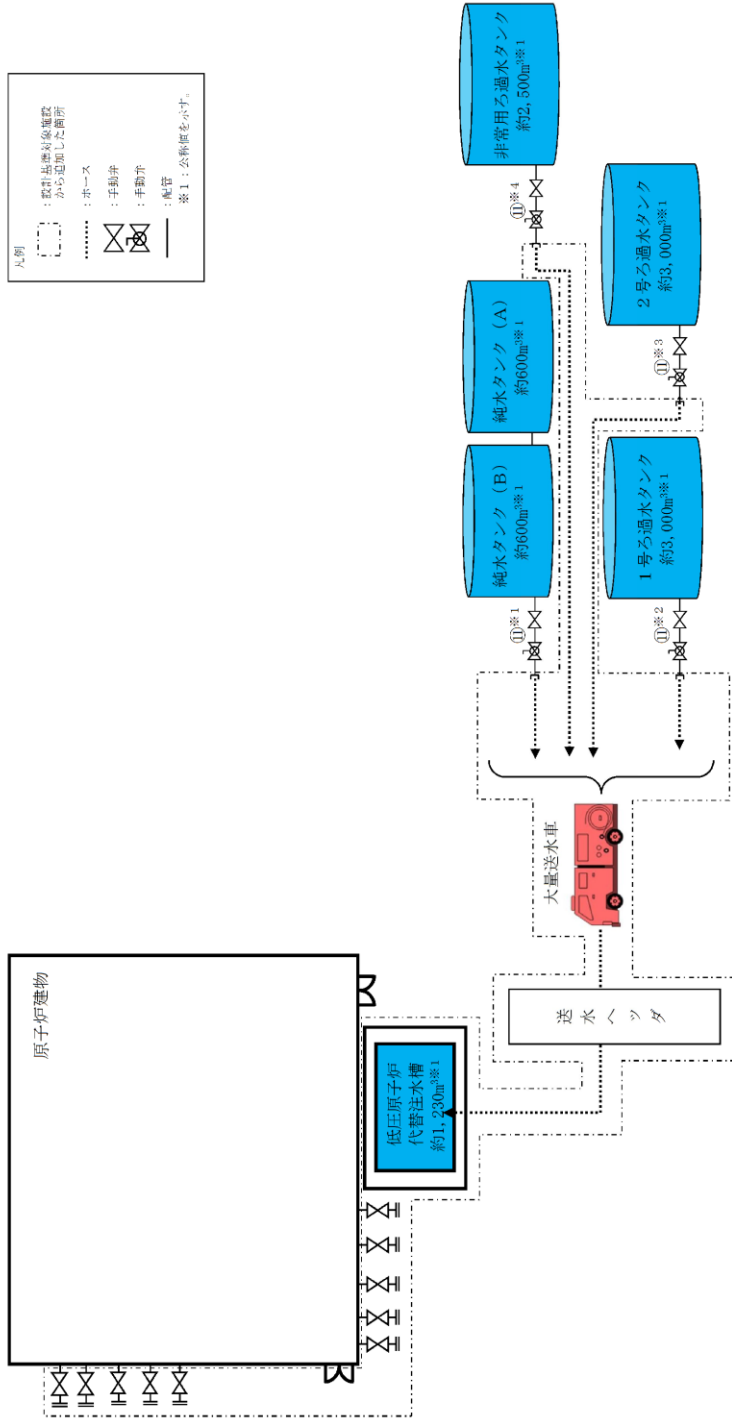 凡例
：設計基準対象施設
から追加した箇所
：ホース
：手動弁
：手動弁
：配管
※1：公称値を示す。
原子炉建物
低圧原子炉
代替注水槽
約1,230m³※1
送水ヘッダ
大量送水車
純水タンク（B）
約600m³※1
純水タンク（A）
約600m³※1
非常用ろ過水タンク
約2,500m³※1
1号ろ過水タンク
約3,000m³※1
2号ろ過水タンク
約3,000m³※1
⑪※1
⑪※4
⑪※2
⑪※3